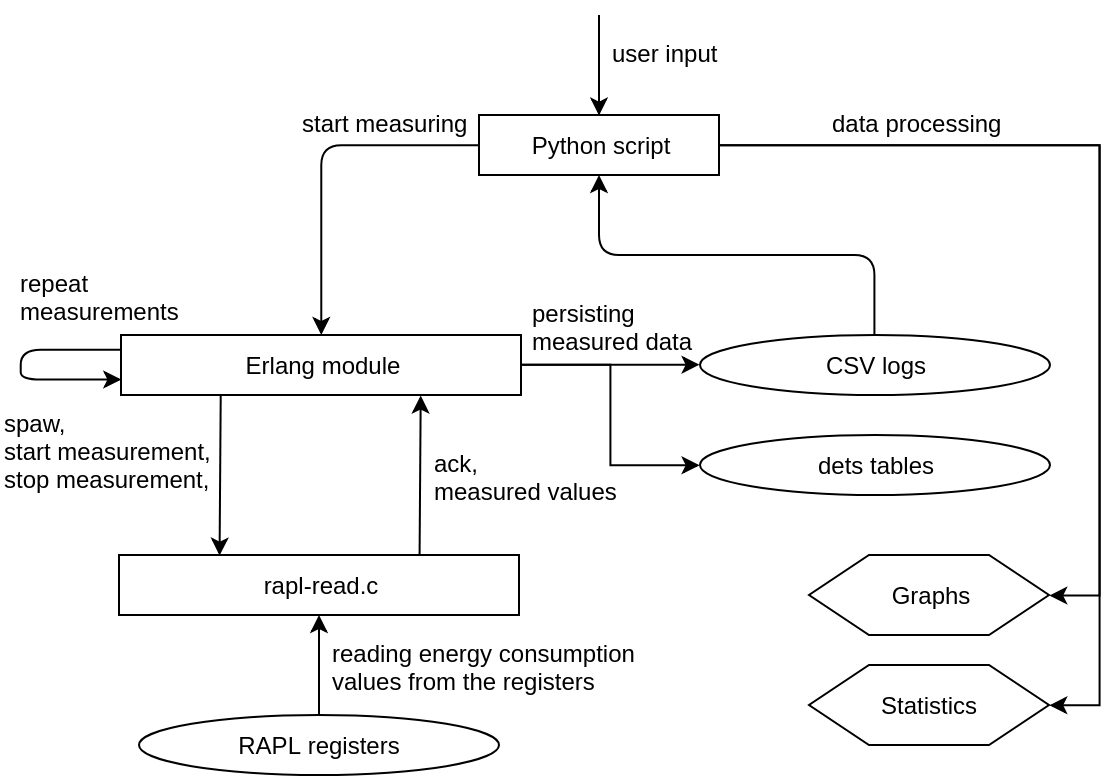 user input
start measuring
Python script
data processing
repeat
measurements
Erlang module
persisting
measured data
CSV logs
spaw,
start measurement,
stop measurement,
ack,
measured values
dets tables
rapl-read.c
Graphs
reading energy consumption
values from the registers
Statistics
RAPL registers